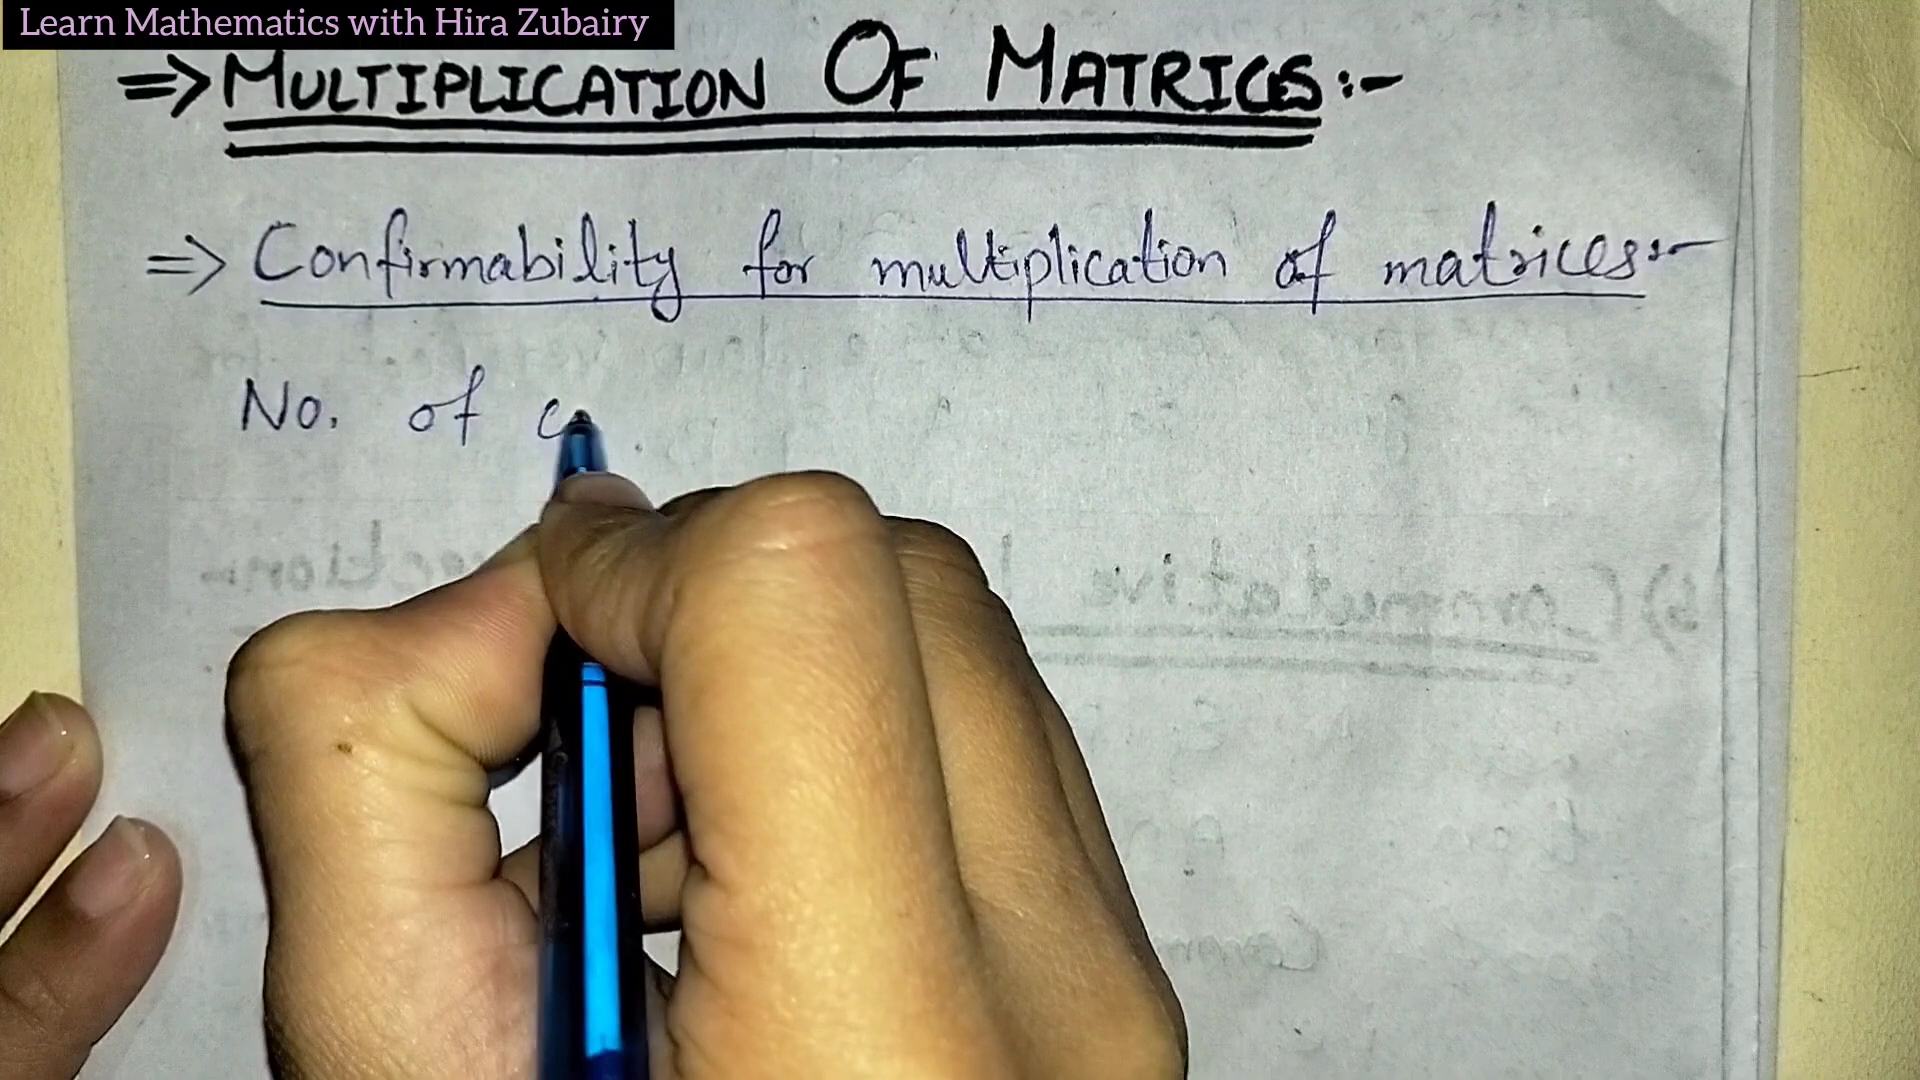 Learn Mathematics with Hira Zubairy
=> MULTIPLICATION OF MATRICES:-
=> Confirmability for multiplication of matrices:-
No. of c